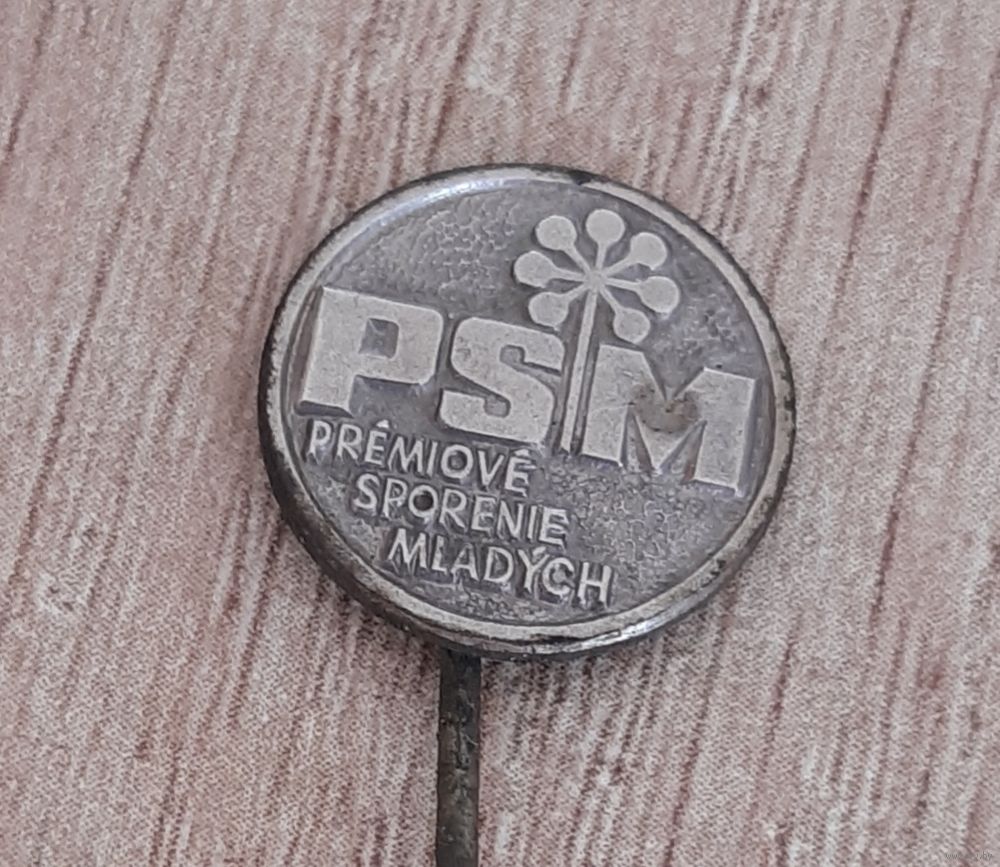 PSM
PRÉMIOVÉ
SPORENIE
MLADÝCH